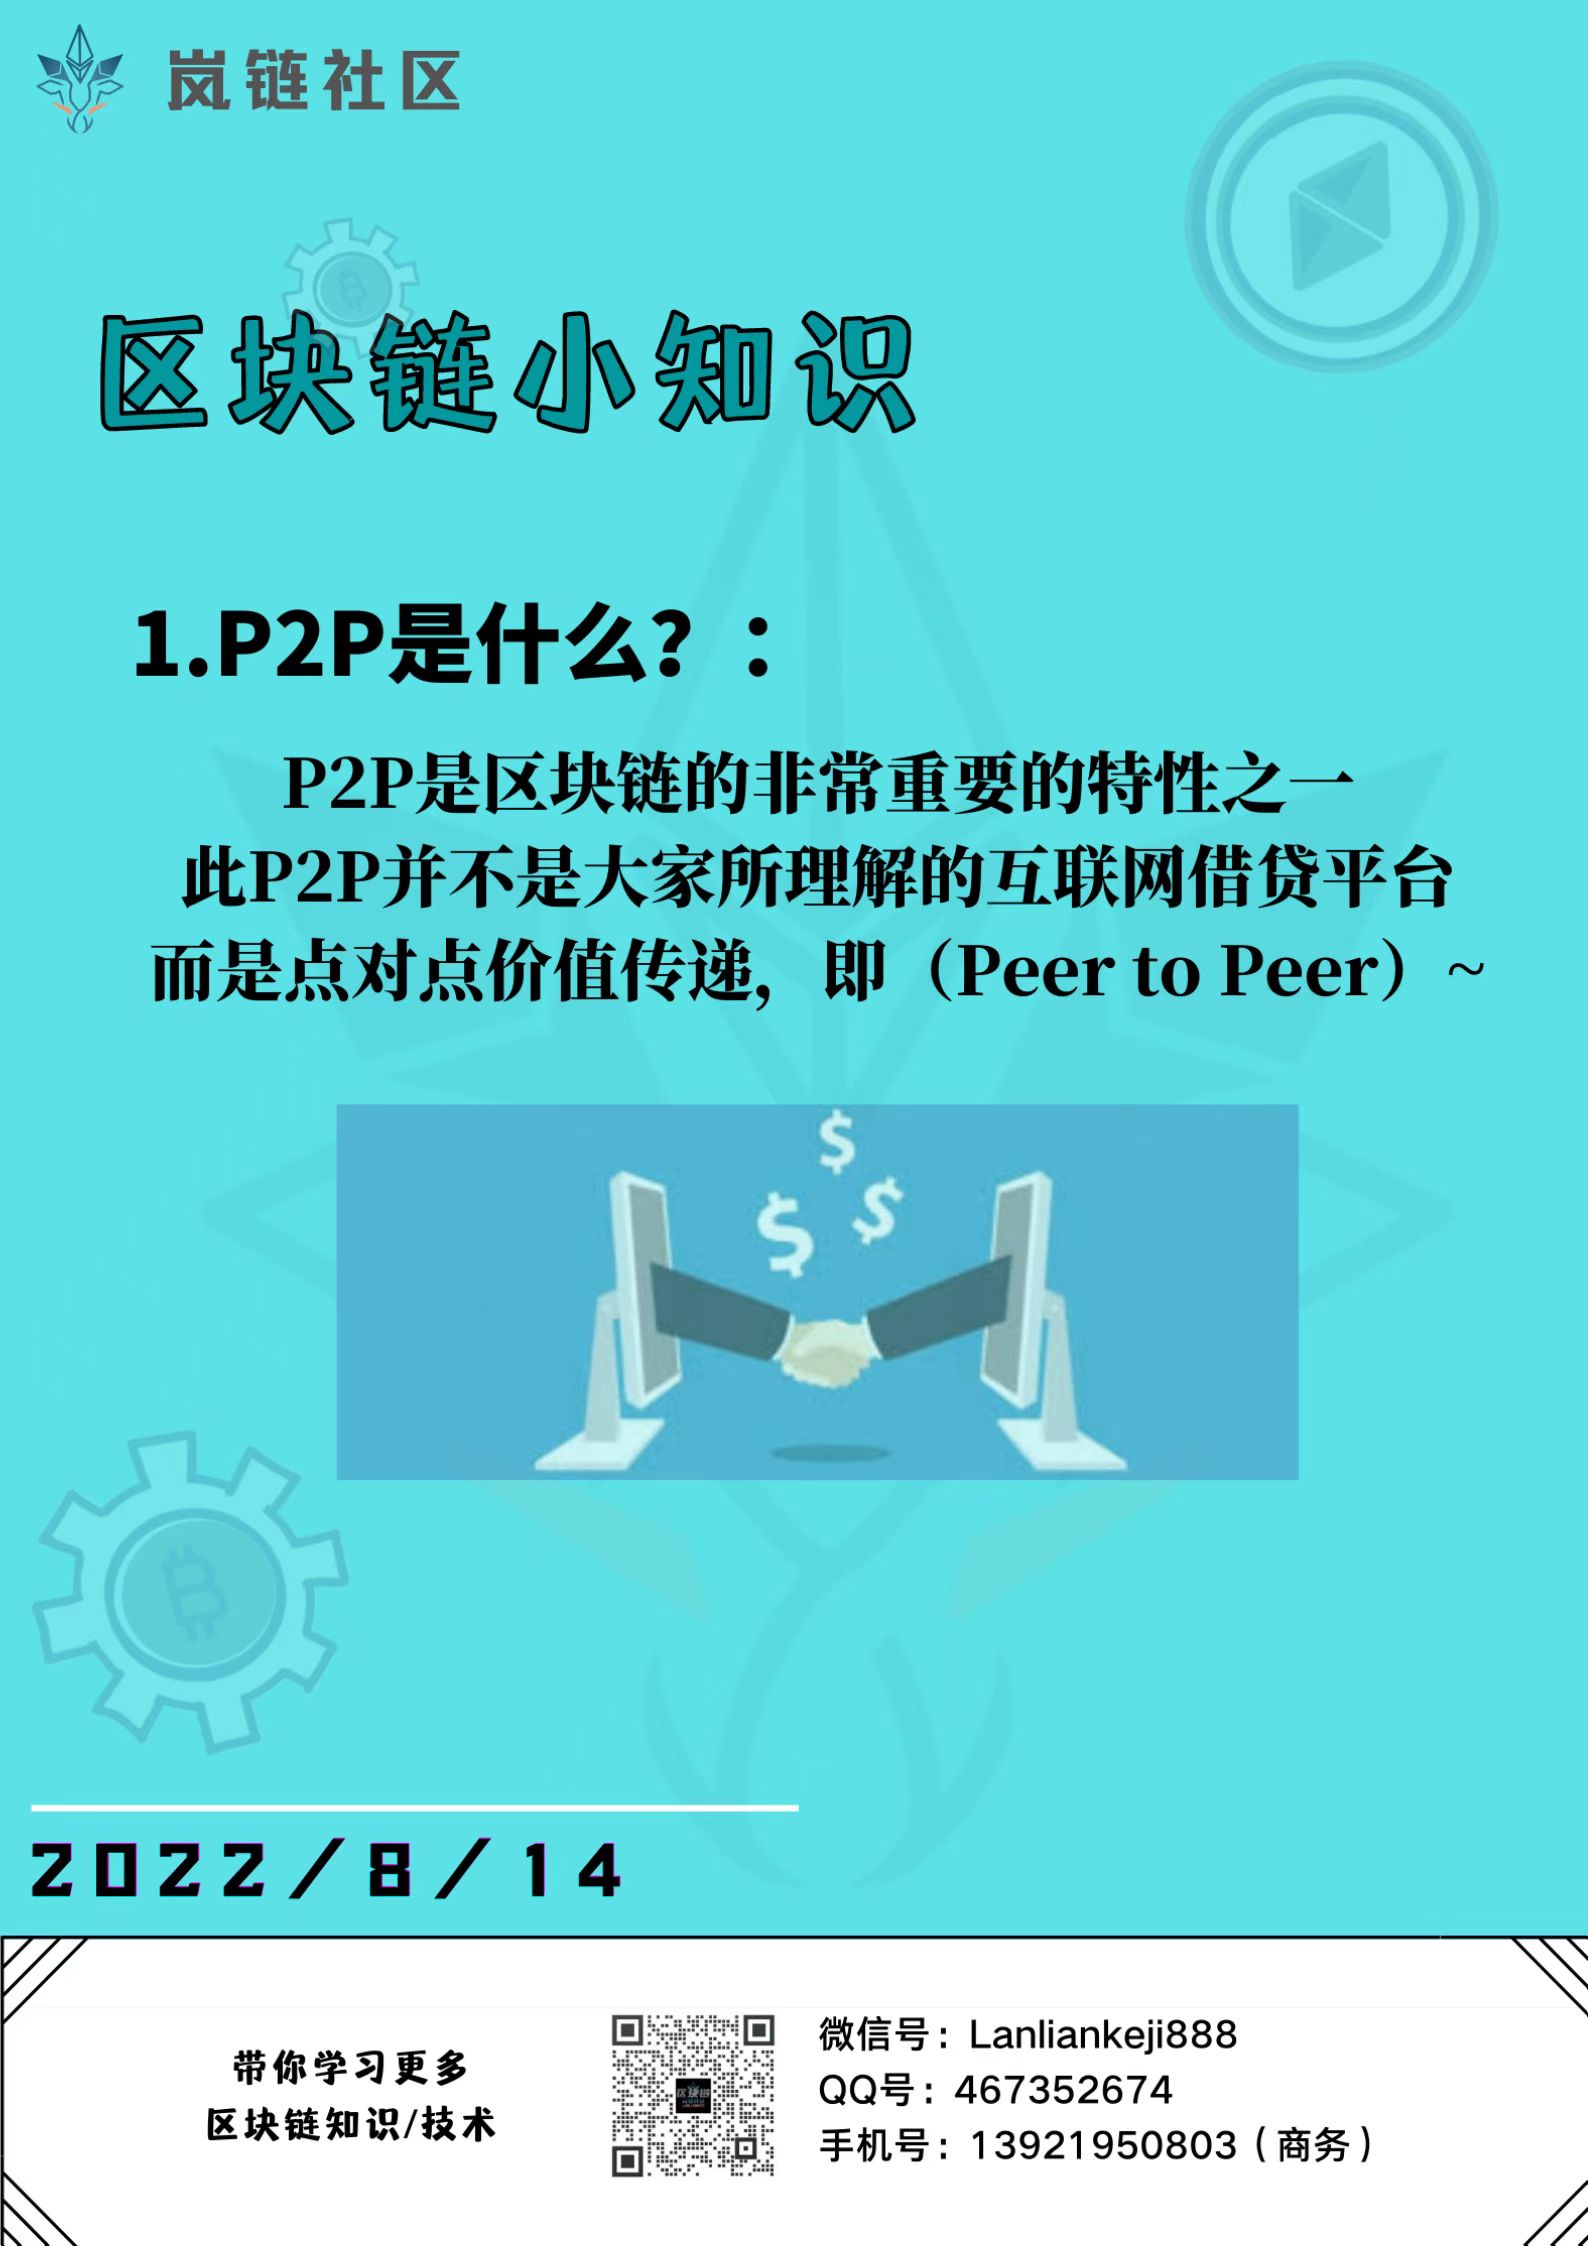 岚链社区
区块链小知识
1.P2P是什么？：
P2P是区块链的非常重要的特性之一
此P2P并不是大家所理解的互联网借贷平台
而是点对点价值传递，即（Peer to Peer）~
2022/8/14
带你学习更多
区块链知识/技术
微信号：Lanliankeji888
QQ号：467352674
手机号：13921950803（商务）